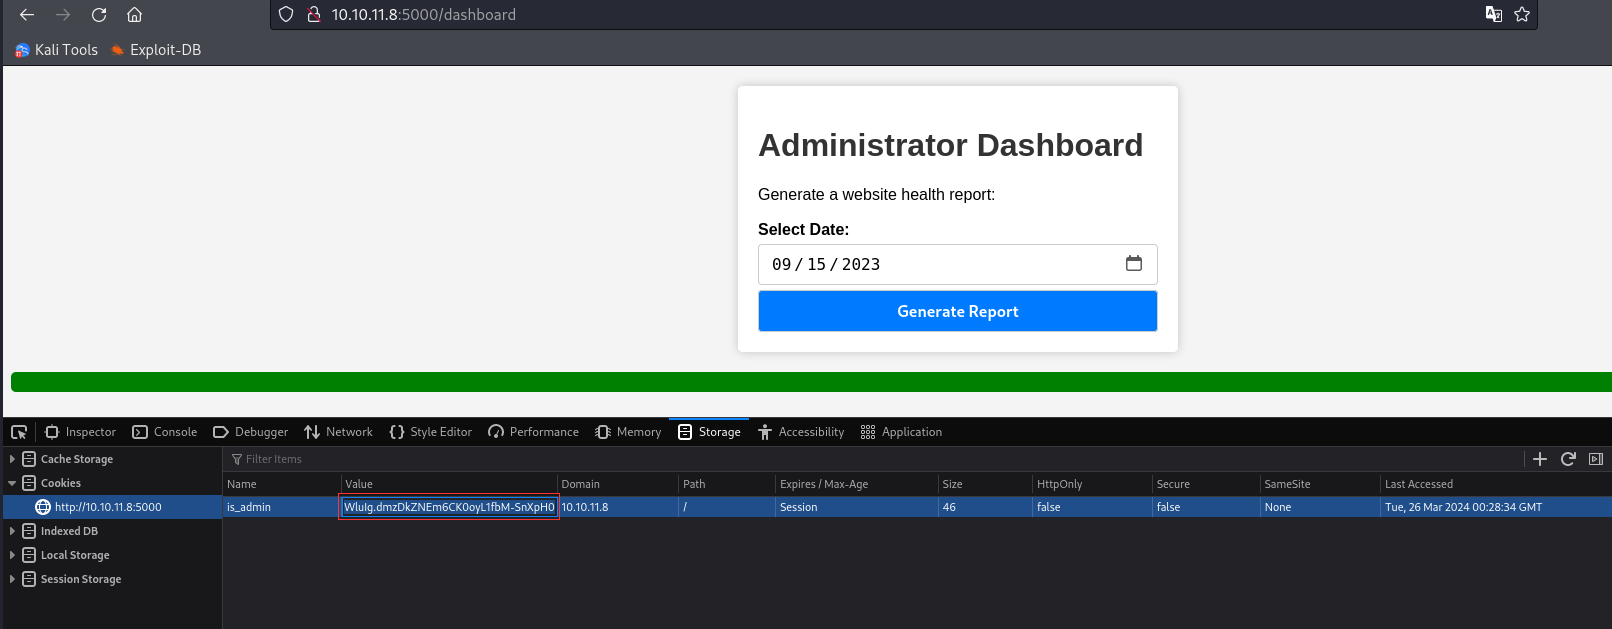 10.10.11.8:5000/dashboard
Kali Tools Exploit-DB
Administrator Dashboard
Generate a website health report:
Select Date:
09/15/2023
Generate Report
Inspector Console Debugger Network Style Editor Performance Memory Storage Accessibility Application
Cache Storage Filter Items
Cookies Name Value Domain Path Expires / Max-Age Size HttpOnly Secure SameSite Last Accessed
http://10.10.11.8:5000 is_admin WluIg.dmzDkZNEm6CK0oyL1fbM-SnXpH0 10.10.11.8 / Session 46 false false None Tue, 26 Mar 2024 00:28:34 GMT
Indexed DB
Local Storage
Session Storage